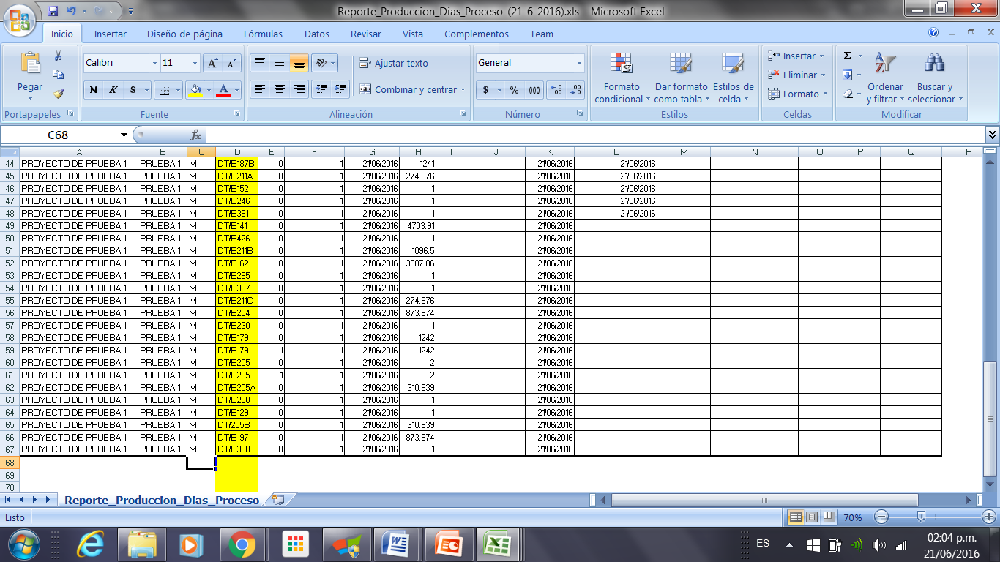 Reporte_Produccion_Dias_Proceso-(21-6-2016).xls - Microsoft Excel
Inicio Insertar Diseño de página Fórmulas Datos Revisar Vista Complementos Team
Calibri 11 Ajustar texto General Insertar Σ
Pegar N K S Combinar y centrar $ % 000 Formato condicional Dar formato como tabla Estilos de celda Eliminar Formato Ordenar y filtrar Buscar y seleccionar
Portapapeles Fuente Alineación Número Estilos Celdas Modificar
C68 fx
A B C D E F G H I J K L M N O P Q R
44 PROYECTO DE PRUEBA 1 PRUEBA 1 M DT/IB187B 0 1 21/06/2016 1241 21/06/2016 21/06/2016
45 PROYECTO DE PRUEBA 1 PRUEBA 1 M DT/IB211A 0 1 21/06/2016 274.876 21/06/2016 21/06/2016
46 PROYECTO DE PRUEBA 1 PRUEBA 1 M DT/IB152 0 1 21/06/2016 1 21/06/2016 21/06/2016
47 PROYECTO DE PRUEBA 1 PRUEBA 1 M DT/IB246 0 1 21/06/2016 1 21/06/2016 21/06/2016
48 PROYECTO DE PRUEBA 1 PRUEBA 1 M DT/IB381 0 1 21/06/2016 1 21/06/2016 21/06/2016
49 PROYECTO DE PRUEBA 1 PRUEBA 1 M DT/IB141 0 1 21/06/2016 4703.91 21/06/2016
50 PROYECTO DE PRUEBA 1 PRUEBA 1 M DT/IB426 0 1 21/06/2016 1 21/06/2016
51 PROYECTO DE PRUEBA 1 PRUEBA 1 M DT/IB211B 0 1 21/06/2016 1096.5 21/06/2016
52 PROYECTO DE PRUEBA 1 PRUEBA 1 M DT/IB162 0 1 21/06/2016 3387.86 21/06/2016
53 PROYECTO DE PRUEBA 1 PRUEBA 1 M DT/IB265 0 1 21/06/2016 1 21/06/2016
54 PROYECTO DE PRUEBA 1 PRUEBA 1 M DT/IB387 0 1 21/06/2016 1 21/06/2016
55 PROYECTO DE PRUEBA 1 PRUEBA 1 M DT/IB211C 0 1 21/06/2016 274.876 21/06/2016
56 PROYECTO DE PRUEBA 1 PRUEBA 1 M DT/IB204 0 1 21/06/2016 873.674 21/06/2016
57 PROYECTO DE PRUEBA 1 PRUEBA 1 M DT/IB230 0 1 21/06/2016 1 21/06/2016
58 PROYECTO DE PRUEBA 1 PRUEBA 1 M DT/IB179 0 1 21/06/2016 1242 21/06/2016
59 PROYECTO DE PRUEBA 1 PRUEBA 1 M DT/IB179 1 1 21/06/2016 1242 21/06/2016
60 PROYECTO DE PRUEBA 1 PRUEBA 1 M DT/IB205 0 1 21/06/2016 2 21/06/2016
61 PROYECTO DE PRUEBA 1 PRUEBA 1 M DT/IB205 1 1 21/06/2016 2 21/06/2016
62 PROYECTO DE PRUEBA 1 PRUEBA 1 M DT/IB205A 0 1 21/06/2016 310.839 21/06/2016
63 PROYECTO DE PRUEBA 1 PRUEBA 1 M DT/IB298 0 1 21/06/2016 1 21/06/2016
64 PROYECTO DE PRUEBA 1 PRUEBA 1 M DT/IB129 0 1 21/06/2016 1 21/06/2016
65 PROYECTO DE PRUEBA 1 PRUEBA 1 M DT/I205B 0 1 21/06/2016 310.839 21/06/2016
66 PROYECTO DE PRUEBA 1 PRUEBA 1 M DT/IB197 0 1 21/06/2016 873.674 21/06/2016
67 PROYECTO DE PRUEBA 1 PRUEBA 1 M DT/IB300 0 1 21/06/2016 1 21/06/2016
68
69
70
Reporte_Produccion_Dias_Proceso
Listo 70%
ES 02:04 p.m.
21/06/2016